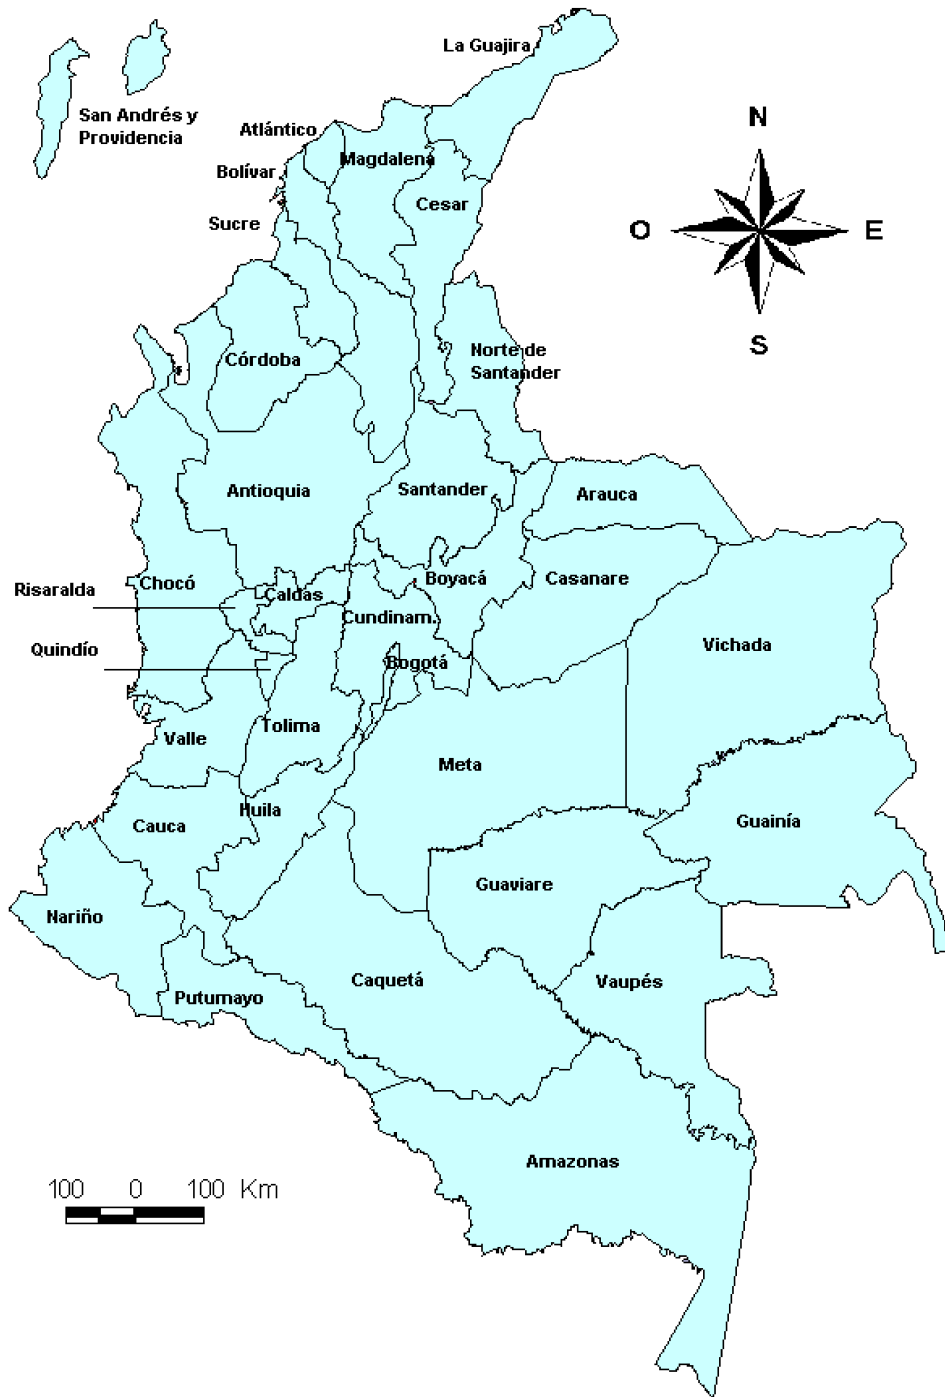 La Guajira
San Andrés y
Providencia
N
Atlántico
Magdalena
Bolívar
Cesar
Sucre
O
E
S
Norte de
Santander
Córdoba
Antioquia
Santander
Arauca
Risaralda
Chocó
Caldas
Boyacá
Casanare
Cundinam.
Quindío
Bogotá
Vichada
Valle
Tolima
Meta
Cauca
Huila
Guainía
Guaviare
Nariño
Caquetá
Vaupés
Putumayo
Amazonas
100 0 100 Km